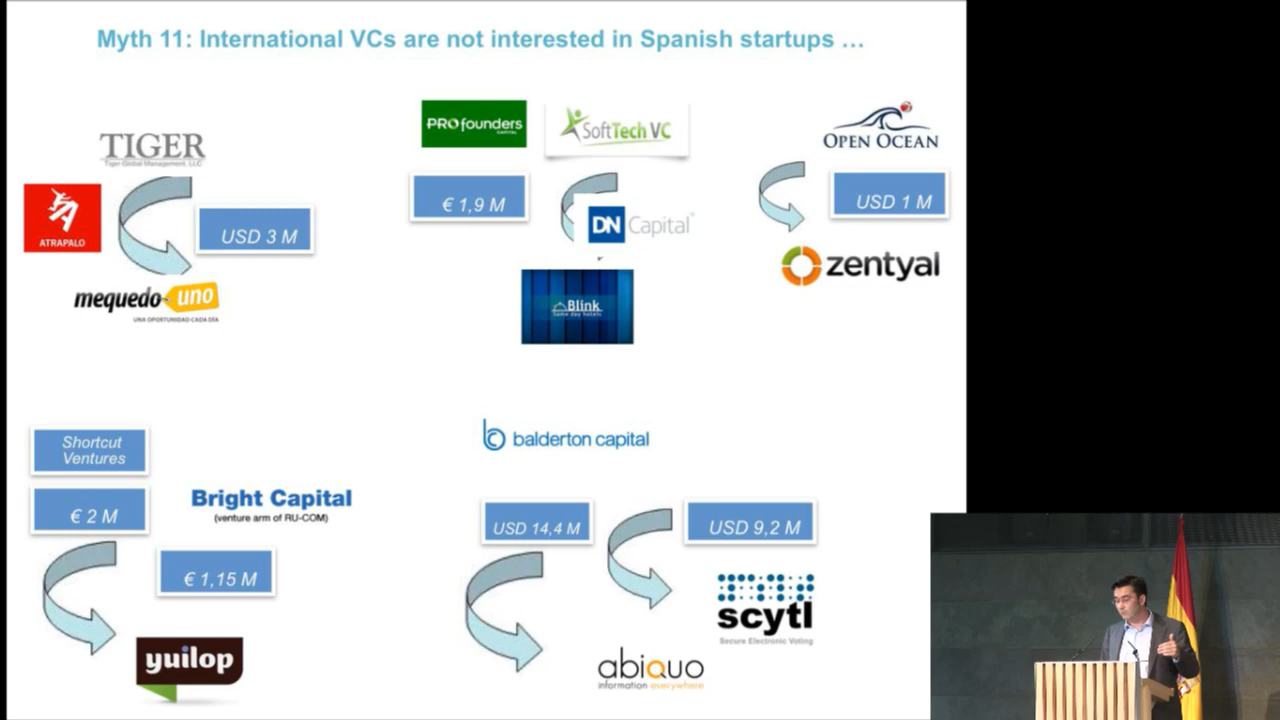 Myth 11: International VCs are not interested in Spanish startups …
TIGER
Tiger Global Management, LLC
ATRAPALO
USD 3 M
mequedo uno
UNA OPORTUNIDAD CADA DÍA
PROfounders
CAPITAL
SoftTech VC
€ 1,9 M
DN Capital
Blink
Same day hotels
OPEN OCEAN
USD 1 M
zentyal
Shortcut
Ventures
€ 2 M
Bright Capital
(venture arm of RU-COM)
€ 1,15 M
yuilop
balderton capital
USD 14,4 M
USD 9,2 M
scytl
Secure Electronic Voting
abiquo
information everywhere